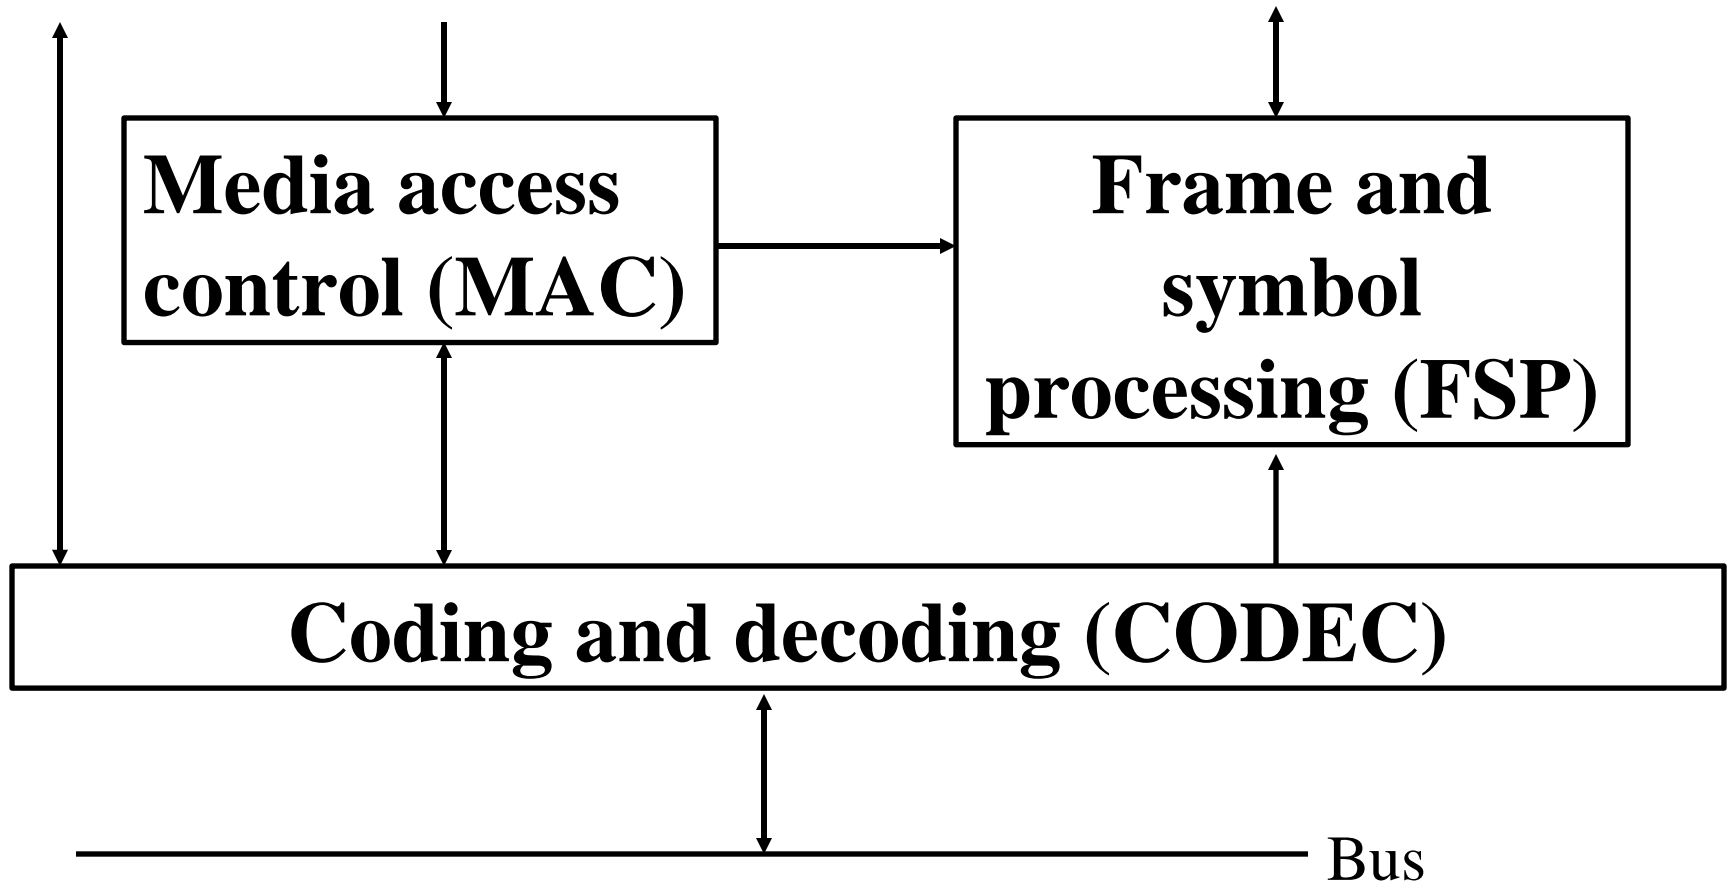 Media access
control (MAC)
Frame and
symbol
processing (FSP)
Coding and decoding (CODEC)
Bus